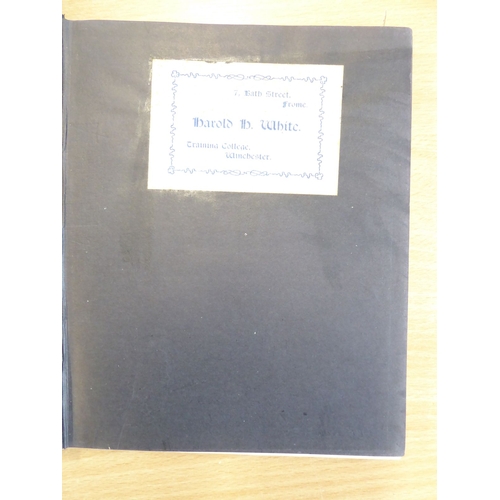 7. Bath Street.
Frome.
Harold H. White.
Training College.
Winchester.